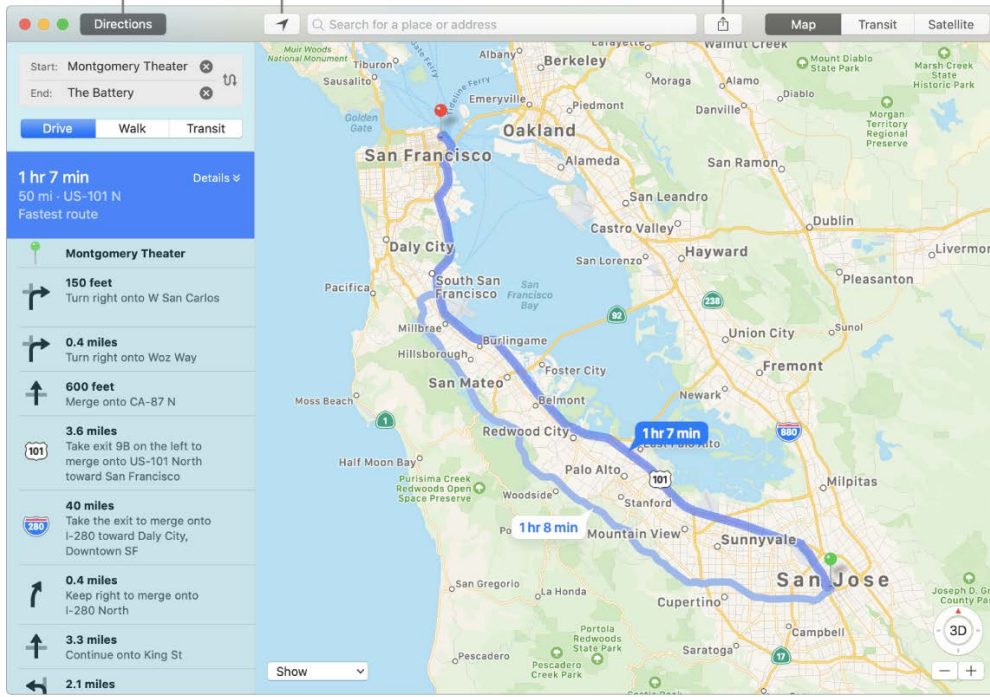 Directions
Search for a place or address
Map
Transit
Satellite
Start: Montgomery Theater
End: The Battery
Drive
Walk
Transit
1 hr 7 min
Details
50 mi · US-101 N
Fastest route
Montgomery Theater
150 feet
Turn right onto W San Carlos
0.4 miles
Turn right onto Woz Way
600 feet
Merge onto CA-87 N
3.6 miles
101
Take exit 9B on the left to
merge onto US-101 North
toward San Francisco
40 miles
280
Take the exit to merge onto
I-280 toward Daly City,
Downtown SF
0.4 miles
Keep right to merge onto
I-280 North
3.3 miles
Continue onto King St
2.1 miles
Muir Woods
National Monument
Tiburon
Sausalito
Albany
Berkeley
Lafayette
Walnut Creek
Mount Diablo
State Park
Marsh Creek
State
Historic Park
Moraga
Alamo
Diablo
Danville
Morgan
Territory
Regional
Preserve
Emeryville
Piedmont
Golden
Gate
Oakland
San Francisco
Alameda
San Ramon
San Leandro
Castro Valley
Dublin
Daly City
San Lorenzo
Hayward
Pacifica
South San
Francisco
San
Francisco
Bay
Pleasanton
238
92
Millbrae
Burlingame
Union City
Sunol
Hillsborough
Foster City
Fremont
San Mateo
Moss Beach
Belmont
Newark
1
Redwood City
1 hr 7 min
880
Half Moon Bay
Palo Alto
101
Milpitas
Purisima Creek
Redwoods Open
Space Preserve
Woodside
Stanford
1 hr 8 min
Mountain View
Sunnyvale
San Jose
San Gregorio
La Honda
Cupertino
Joseph D.
County
Portola
Redwoods
State Park
Campbell
3D
Pescadero
Pescadero
Creek Park
Saratoga
17
Show